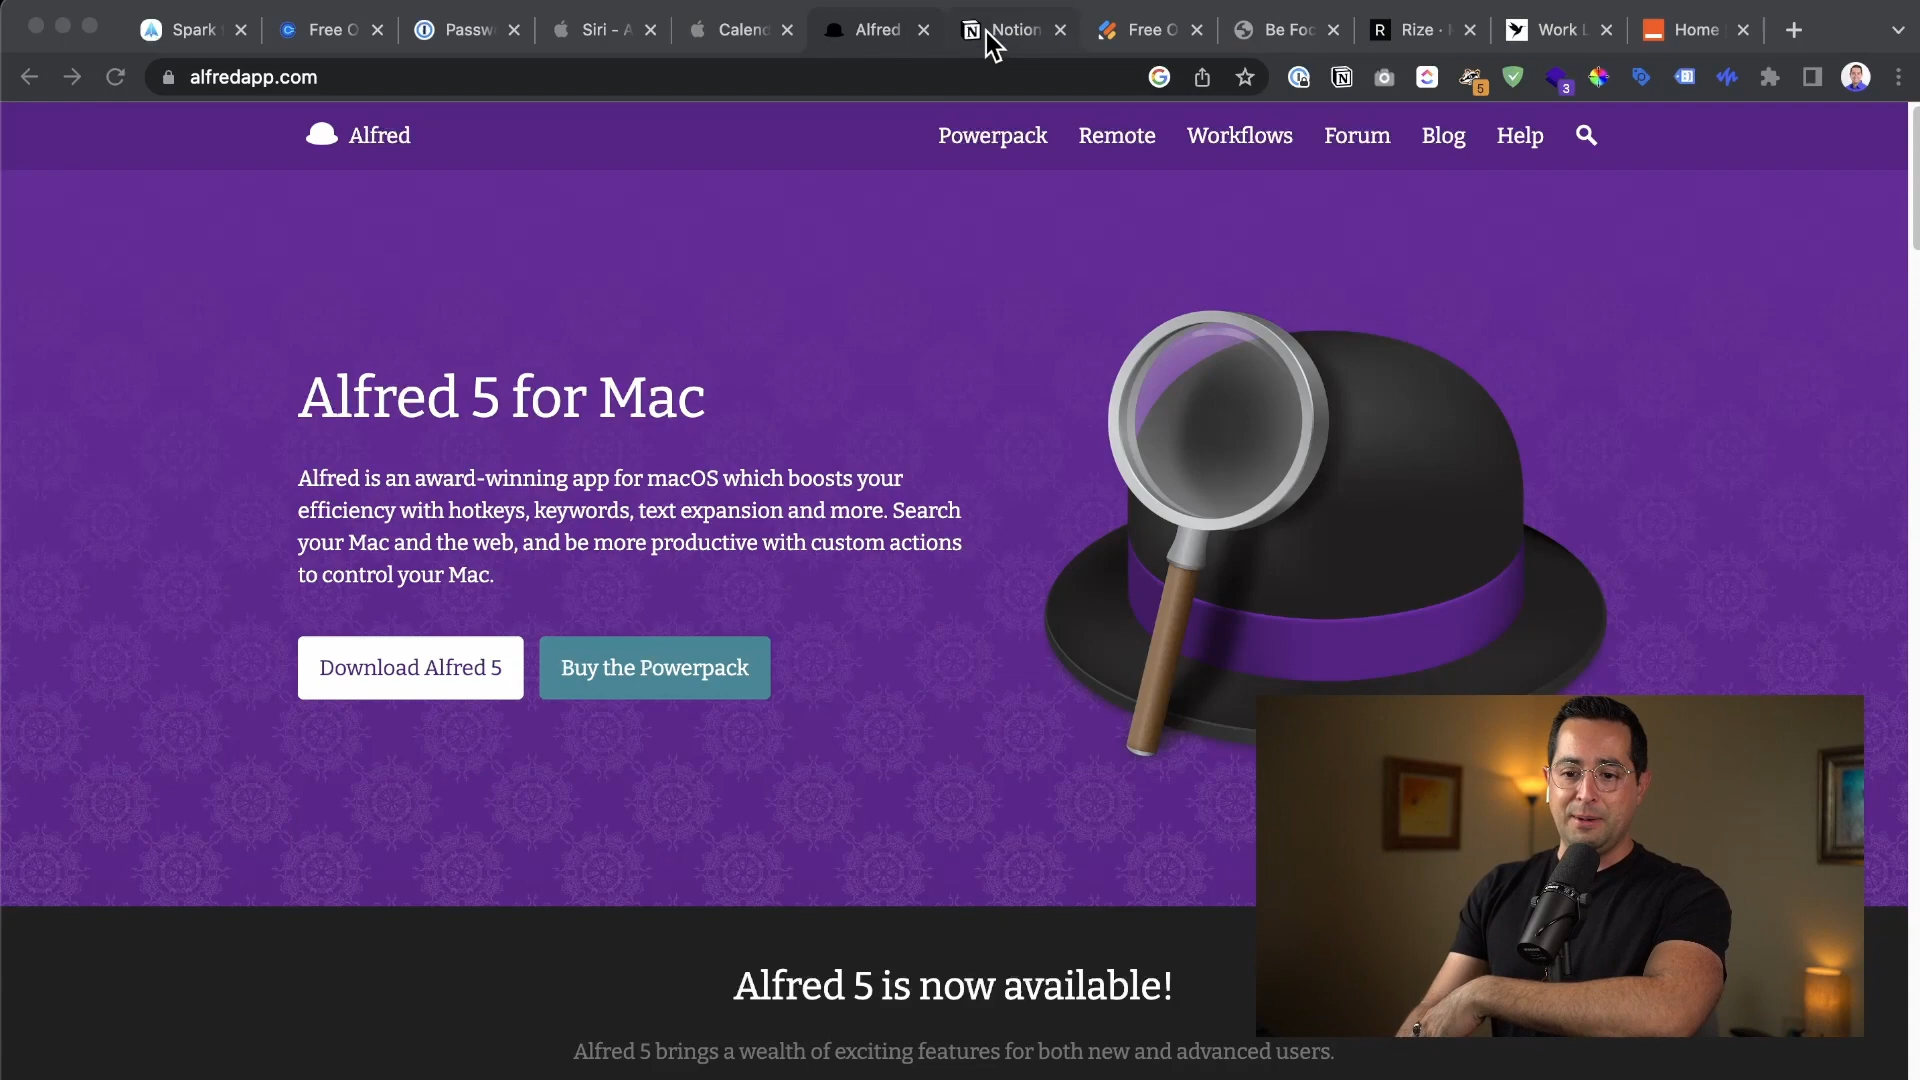 Spark
Free O
Passw
Siri - A
Calend
Alfred
Notion
Free O
Be Foc
Rize ·
Work L
Home
alfredapp.com
5
3
Alfred
Powerpack
Remote
Workflows
Forum
Blog
Help
Alfred 5 for Mac
Alfred is an award-winning app for macOS which boosts your
efficiency with hotkeys, keywords, text expansion and more. Search
your Mac and the web, and be more productive with custom actions
to control your Mac.
Download Alfred 5
Buy the Powerpack
Alfred 5 is now available!
Alfred 5 brings a wealth of exciting features for both new and advanced users.